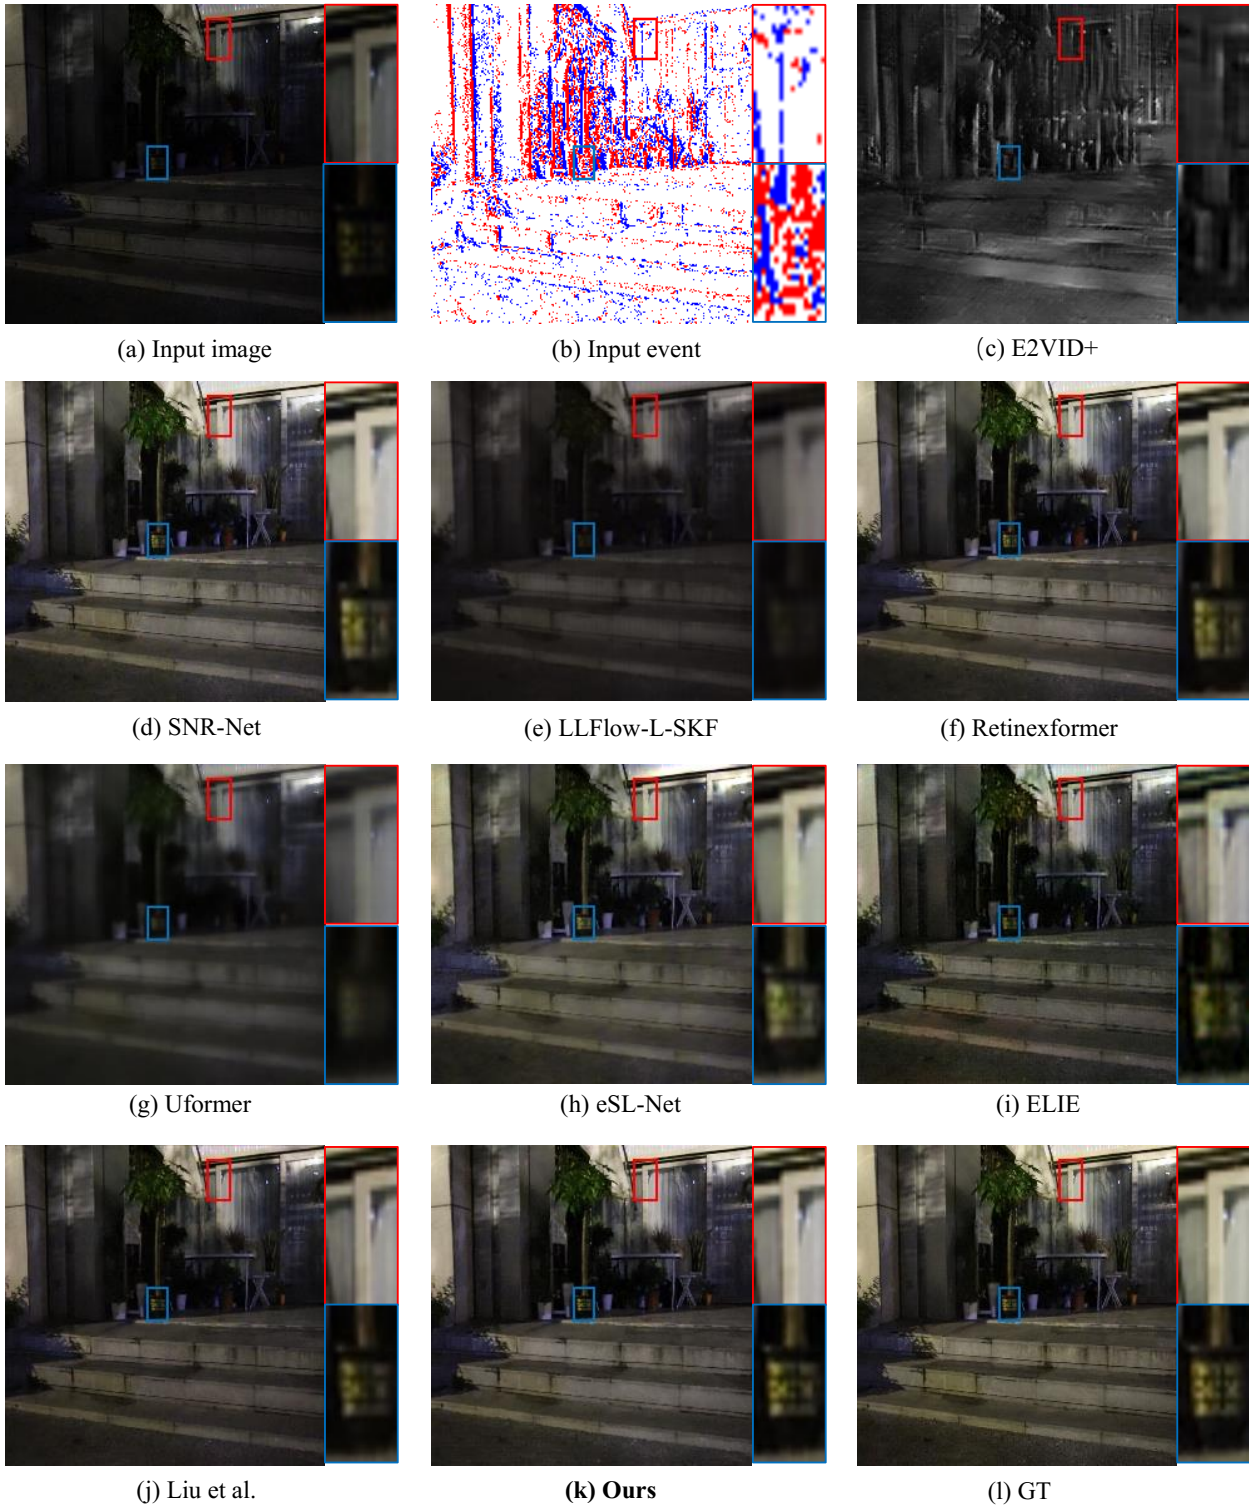 (a) Input image
(b) Input event
(c) E2VID+
(d) SNR-Net
(e) LLFlow-L-SKF
(f) Retinexformer
(g) Uformer
(h) eSL-Net
(i) ELIE
(j) Liu et al.
(k) Ours
(l) GT